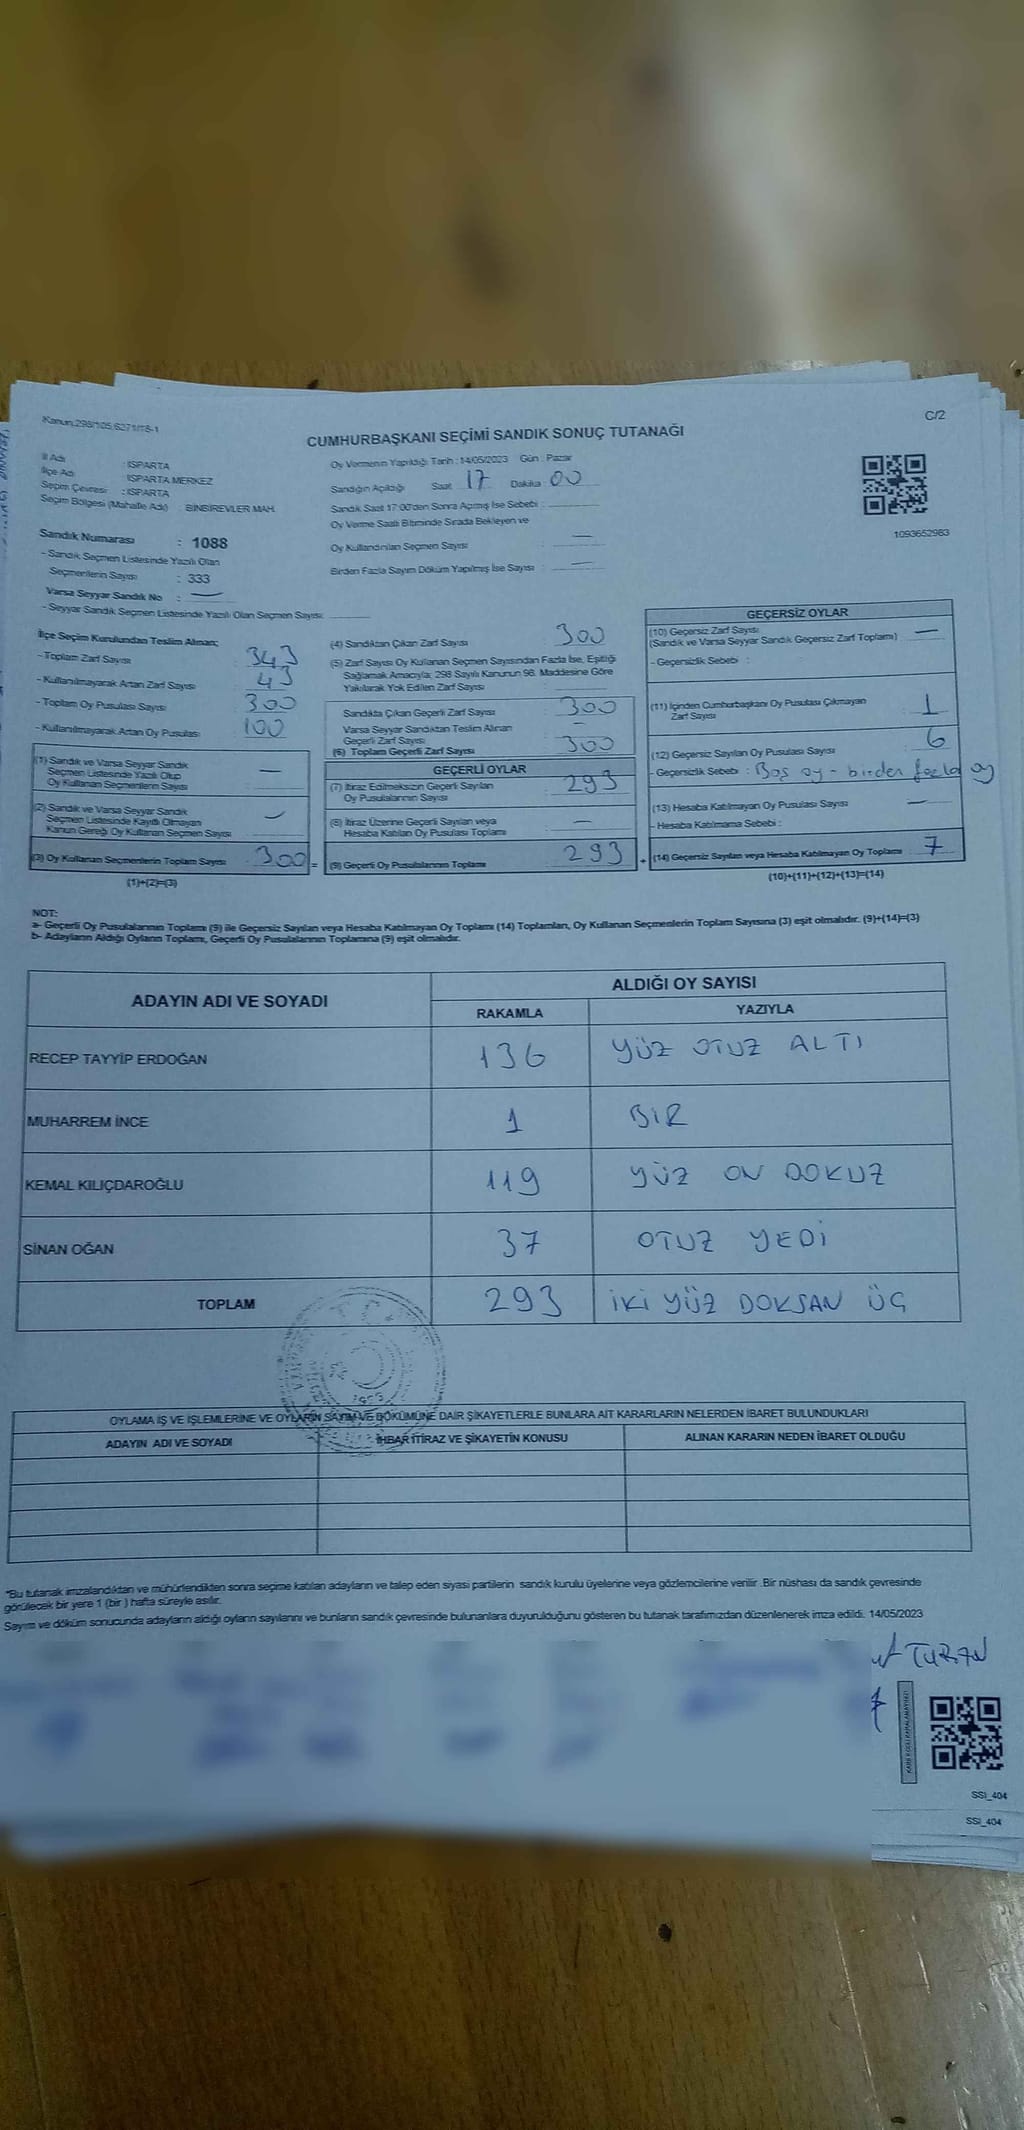 Kanun;298/105,6271/18-1
C/2
CUMHURBAŞKANI SEÇİMİ SANDIK SONUÇ TUTANAĞI
İl Adı : ISPARTA
İlçe Adı ISPARTA MERKEZ
Seçim Çevresi : ISPARTA
Seçim Bölgesi (Mahalle Adı) BİNBİREVLER MAH.
Sandık Numarası : 1088
- Sandık Seçmen Listesinde Yazılı Olan
Seçmenlerin Sayısı : 333
Varsa Seyyar Sandık No : —
- Seyyar Sandık Seçmen Listesinde Yazılı Olan Seçmen Sayısı:
Oy Vermenin Yapıldığı Tarih : 14/05/2023 Gün : Pazar
Sandığın Açıldığı Saat 17 Dakika : 00
Sandık Saat 17:00'den Sonra Açılmış İse Sebebi :
Oy Verme Saati Bitiminde Sırada Bekleyen ve
Oy Kullandırılan Seçmen Sayısı : —
Birden Fazla Sayım Döküm Yapılmış İse Sayısı : —
1093652983
İlçe Seçim Kurulundan Teslim Alınan;
- Toplam Zarf Sayısı : 343
- Kullanılmayarak Artan Zarf Sayısı : 43
- Toplam Oy Pusulası Sayısı : 300
- Kullanılmayarak Artan Oy Pusulası : 100
(1) Sandık ve Varsa Seyyar Sandık
Seçmen Listesinde Yazılı Olup
Oy Kullanan Seçmenlerin Sayısı —
(2) Sandık ve Varsa Seyyar Sandık
Seçmen Listesinde Kayıtlı Olmayan
Kanun Gereği Oy Kullanan Seçmen Sayısı —
(3) Oy Kullanan Seçmenlerin Toplam Sayısı 300 =
(1)+(2)=(3)
(4) Sandıktan Çıkan Zarf Sayısı : 300
(5) Zarf Sayısı Oy Kullanan Seçmen Sayısından Fazla İse, Eşitliği
Sağlamak Amacıyla; 298 Sayılı Kanunun 98. Maddesine Göre
Yakılarak Yok Edilen Zarf Sayısı :
Sandıkta Çıkan Geçerli Zarf Sayısı : 300
Varsa Seyyar Sandıktan Teslim Alınan
Geçerli Zarf Sayısı : —
(6) Toplam Geçerli Zarf Sayısı : 300
GEÇERLİ OYLAR
(7) İtiraz Edilmeksizin Geçerli Sayılan
Oy Pusulalarının Sayısı : 293
(8) İtiraz Üzerine Geçerli Sayılan veya
Hesaba Katılan Oy Pusulası Toplamı : —
(9) Geçerli Oy Pusulalarının Toplamı 293 +
GEÇERSİZ OYLAR
(10) Geçersiz Zarf Sayısı
(Sandık ve Varsa Seyyar Sandık Geçersiz Zarf Toplamı) : —
- Geçersizlik Sebebi :
(11) İçinden Cumhurbaşkanı Oy Pusulası Çıkmayan
Zarf Sayısı : 1
(12) Geçersiz Sayılan Oy Pusulası Sayısı : 6
- Geçersizlik Sebebi : Boş oy - birden fazla oy
(13) Hesaba Katılmayan Oy Pusulası Sayısı : —
- Hesaba Katılmama Sebebi :
(14) Geçersiz Sayılan veya Hesaba Katılmayan Oy Toplamı : 7
(10)+(11)+(12)+(13)=(14)
NOT:
a- Geçerli Oy Pusulalarının Toplamı (9) ile Geçersiz Sayılan veya Hesaba Katılmayan Oy Toplamı (14) Toplamları, Oy Kullanan Seçmenlerin Toplam Sayısına (3) eşit olmalıdır. (9)+(14)=(3)
b- Adayların Aldığı Oyların Toplamı, Geçerli Oy Pusulalarının Toplamına (9) eşit olmalıdır.
ADAYIN ADI VE SOYADI ALDIĞI OY SAYISI
RAKAMLA YAZIYLA
RECEP TAYYİP ERDOĞAN 136 YÜZ OTUZ ALTI
MUHARREM İNCE 1 BİR
KEMAL KILIÇDAROĞLU 119 YÜZ ON DOKUZ
SİNAN OĞAN 37 OTUZ YEDİ
TOPLAM 293 İKİ YÜZ DOKSAN ÜÇ
T.C.
OYLAMA İŞ VE İŞLEMLERİNE VE OYLARIN SAYIM VE DÖKÜMÜNE DAİR ŞİKAYETLERLE BUNLARA AİT KARARLARIN NELERDEN İBARET BULUNDUKLARI
ADAYIN ADI VE SOYADI İHBAR İTİRAZ VE ŞİKAYETİN KONUSU ALINAN KARARIN NEDEN İBARET OLDUĞU
*Bu tutanak imzalandıktan ve mühürlendikten sonra seçime katılan adayların ve talep eden siyasi partilerin sandık kurulu üyelerine veya gözlemcilerine verilir. Bir nüshası da sandık çevresinde
görülecek bir yere 1 (bir ) hafta süreyle asılır.
Sayım ve döküm sonucunda adayların aldığı oyların sayılarını ve bunların sandık çevresinde bulunanlara duyurulduğunu gösteren bu tutanak tarafımızdan düzenlenerek imza edildi. 14/05/2023
TURAN
SSI_404
SSI_404